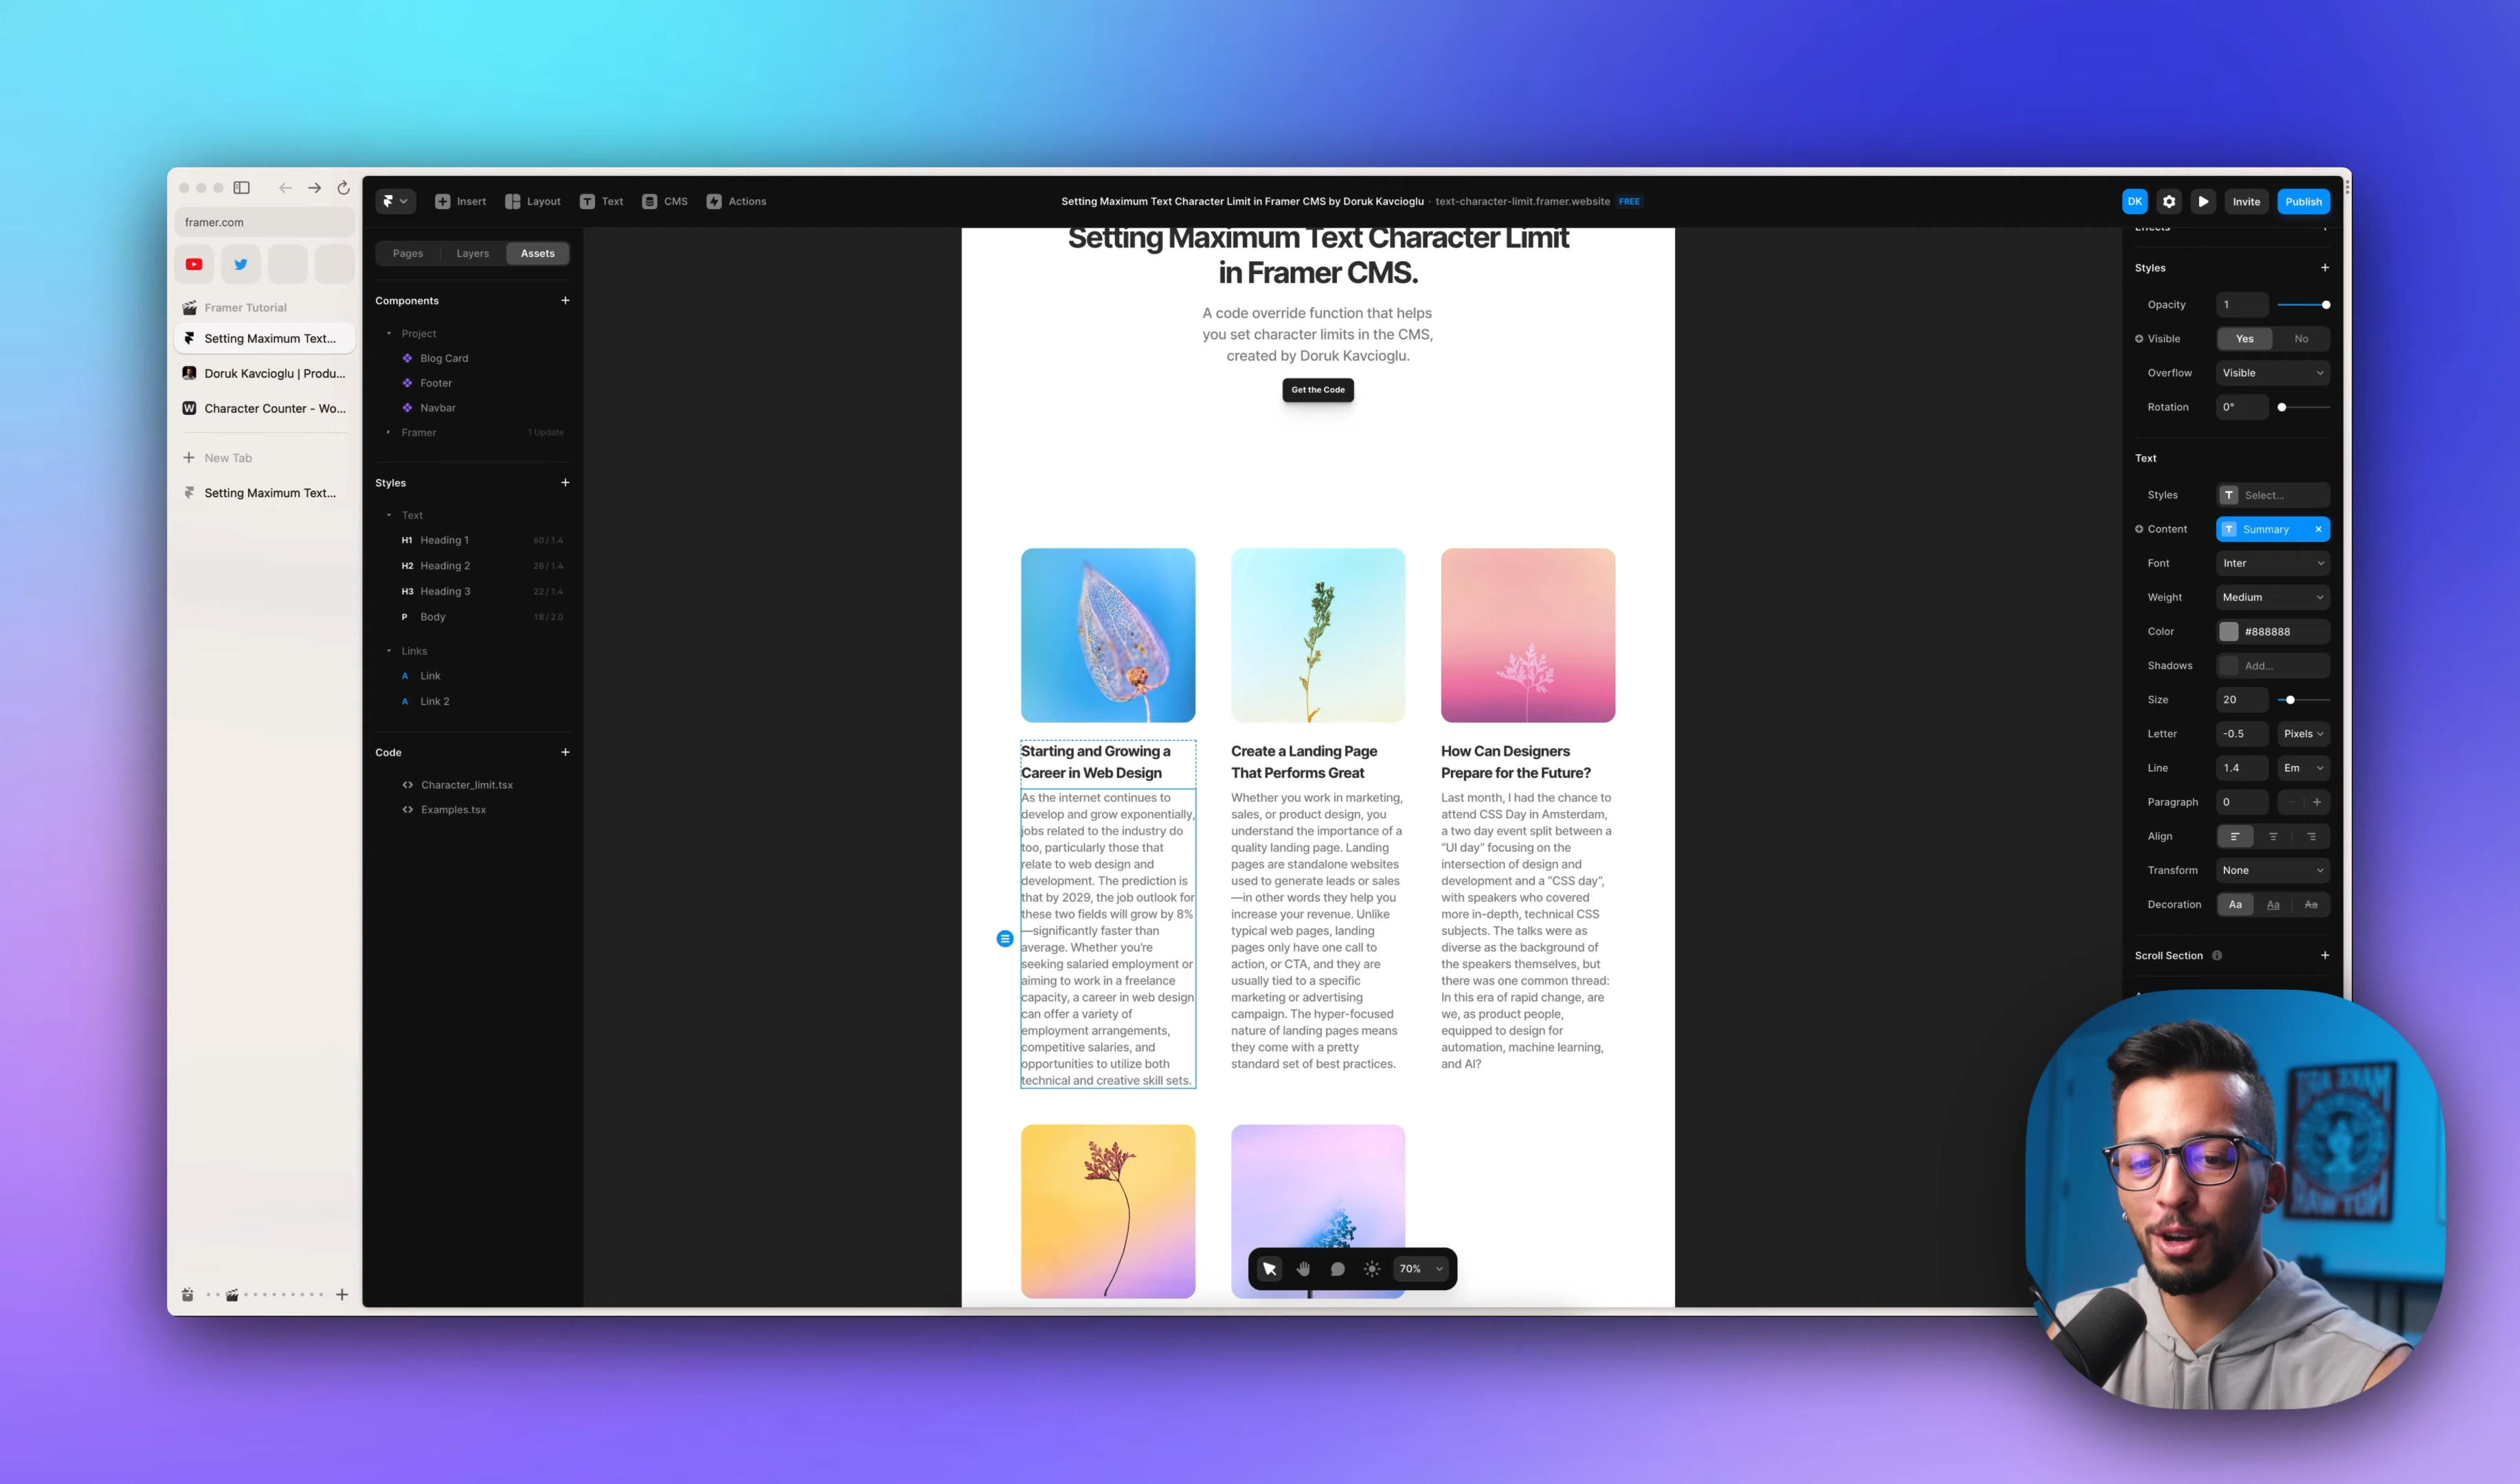 framer.com
Framer Tutorial
Setting Maximum Text...
Doruk Kavcioglu | Produ...
W Character Counter - Wo...
New Tab
Setting Maximum Text...
Insert
Layout
T Text
CMS
Actions
Setting Maximum Text Character Limit in Framer CMS by Doruk Kavcioglu · text-character-limit.framer.website FREE
DK
Invite
Publish
Pages
Layers
Assets
Components
Project
Blog Card
Footer
Navbar
Framer 1 Update
Styles
Text
H1 Heading 1 60 / 1.4
H2 Heading 2 28 / 1.4
H3 Heading 3 22 / 1.4
P Body 18 / 2.0
Links
A Link
A Link 2
Code
Character_limit.tsx
Examples.tsx
Setting Maximum Text Character Limit
in Framer CMS.
A code override function that helps
you set character limits in the CMS,
created by Doruk Kavcioglu.
Get the Code
Starting and Growing a
Career in Web Design
As the internet continues to
develop and grow exponentially,
jobs related to the industry do
too, particularly those that
relate to web design and
development. The prediction is
that by 2029, the job outlook for
these two fields will grow by 8%
—significantly faster than
average. Whether you're
seeking salaried employment or
aiming to work in a freelance
capacity, a career in web design
can offer a variety of
employment arrangements,
competitive salaries, and
opportunities to utilize both
technical and creative skill sets.
Create a Landing Page
That Performs Great
Whether you work in marketing,
sales, or product design, you
understand the importance of a
quality landing page. Landing
pages are standalone websites
used to generate leads or sales
—in other words they help you
increase your revenue. Unlike
typical web pages, landing
pages only have one call to
action, or CTA, and they are
usually tied to a specific
marketing or advertising
campaign. The hyper-focused
nature of landing pages means
they come with a pretty
standard set of best practices.
How Can Designers
Prepare for the Future?
Last month, I had the chance to
attend CSS Day in Amsterdam,
a two day event split between a
“UI day” focusing on the
intersection of design and
development and a “CSS day”,
with speakers who covered
more in-depth, technical CSS
subjects. The talks were as
diverse as the background of
the speakers themselves, but
there was one common thread:
In this era of rapid change, are
we, as product people,
equipped to design for
automation, machine learning,
and AI?
70%
Effects
Styles
Opacity 1
Visible Yes No
Overflow Visible
Rotation 0°
Text
Styles T Select...
Content T Summary
Font Inter
Weight Medium
Color #888888
Shadows Add...
Size 20
Letter -0.5 Pixels
Line 1.4 Em
Paragraph 0
Align
Transform None
Decoration Aa Aa Aa
Scroll Section
MAKE ART
NOT WAR